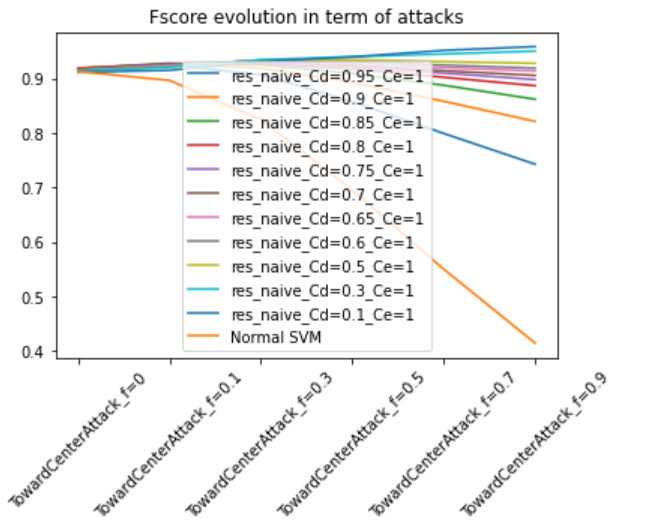 Fscore evolution in term of attacks
0.9
0.8
0.7
0.6
0.5
0.4
res_naive_Cd=0.95_Ce=1
res_naive_Cd=0.9_Ce=1
res_naive_Cd=0.85_Ce=1
res_naive_Cd=0.8_Ce=1
res_naive_Cd=0.75_Ce=1
res_naive_Cd=0.7_Ce=1
res_naive_Cd=0.65_Ce=1
res_naive_Cd=0.6_Ce=1
res_naive_Cd=0.5_Ce=1
res_naive_Cd=0.3_Ce=1
res_naive_Cd=0.1_Ce=1
Normal SVM
TowardCenterAttack_f=0
TowardCenterAttack_f=0.1
TowardCenterAttack_f=0.3
TowardCenterAttack_f=0.5
TowardCenterAttack_f=0.7
TowardCenterAttack_f=0.9